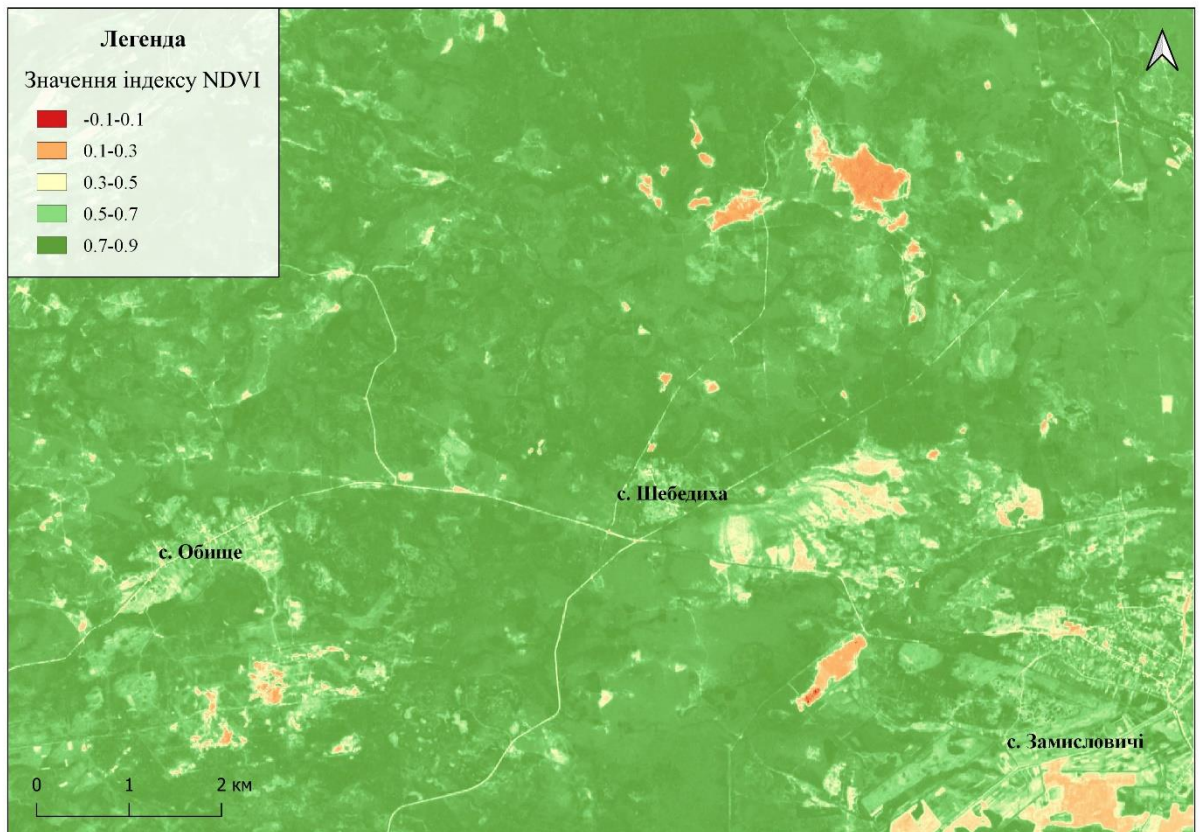 Легенда
Значення індексу NDVI
-0.1-0.1
0.1-0.3
0.3-0.5
0.5-0.7
0.7-0.9
с. Шебедиха
с. Обище
с. Замисловичі
0 1 2 км